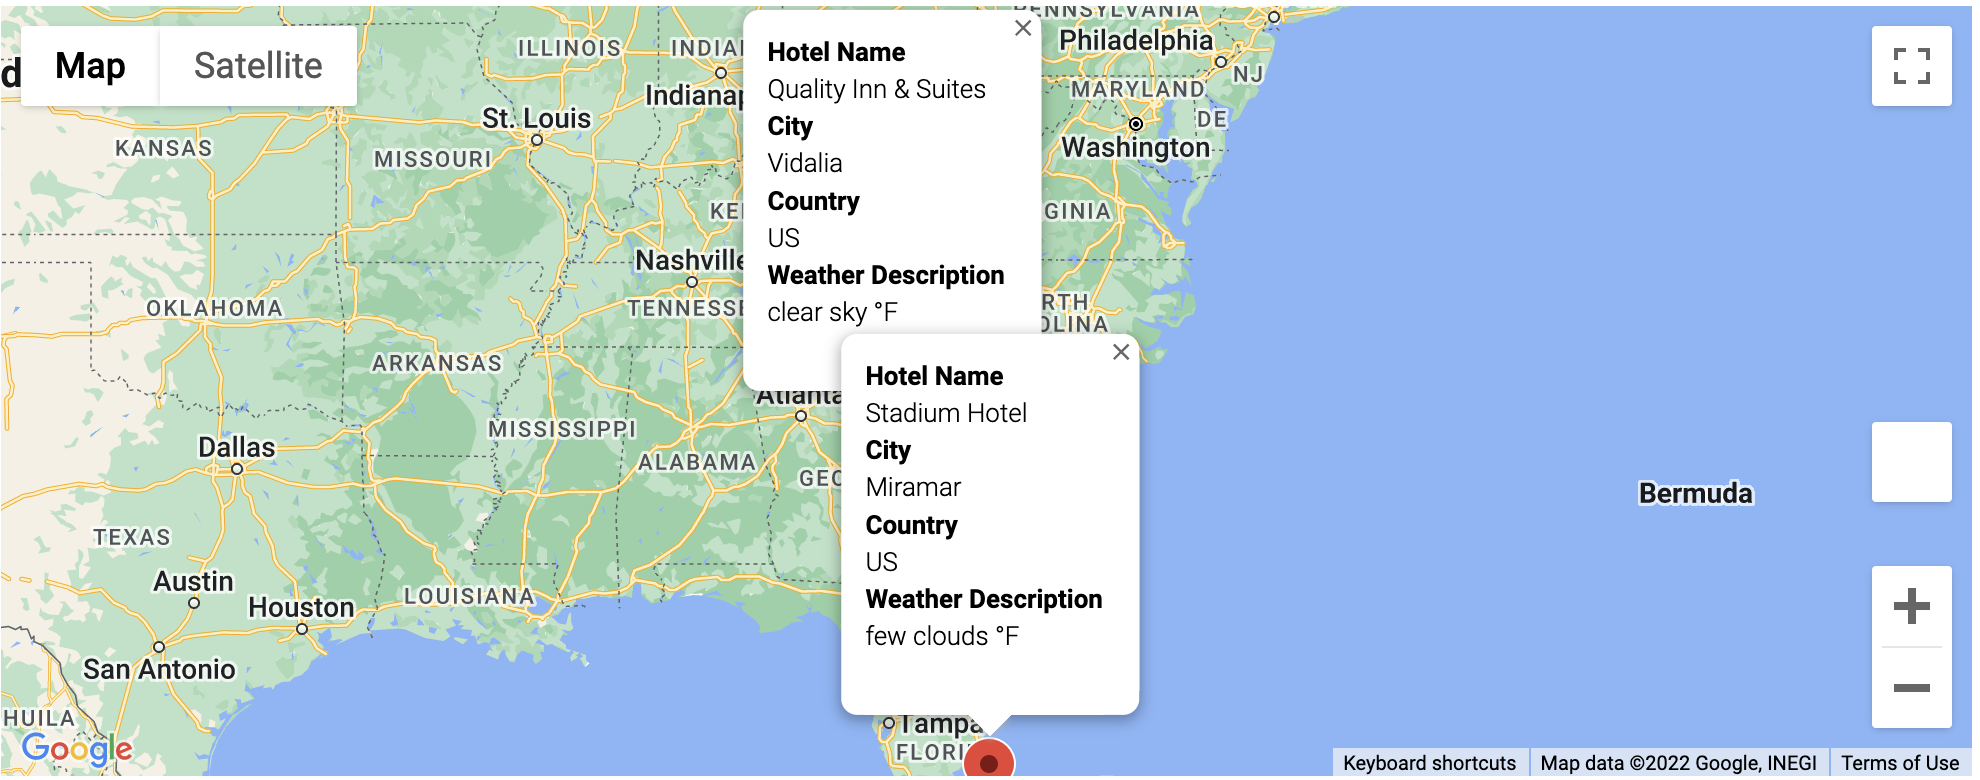 Map
Satellite
Hotel Name
Quality Inn & Suites
City
Vidalia
Country
US
Weather Description
clear sky °F
Hotel Name
Stadium Hotel
City
Miramar
Country
US
Weather Description
few clouds °F
d
ILLINOIS
INDIA
PENNSYLVANIA
Philadelphia
NJ
Indianap
MARYLAND
DE
St. Louis
KANSAS
MISSOURI
Washington
KE
GINIA
Nashville
OKLAHOMA
TENNESSE
RTH
OLINA
ARKANSAS
Atlanta
MISSISSIPPI
Dallas
ALABAMA
GEO
Bermuda
TEXAS
Austin
Houston
LOUISIANA
San Antonio
HUILA
Tampa
FLORI
Google
Keyboard shortcuts
Map data ©2022 Google, INEGI
Terms of Use